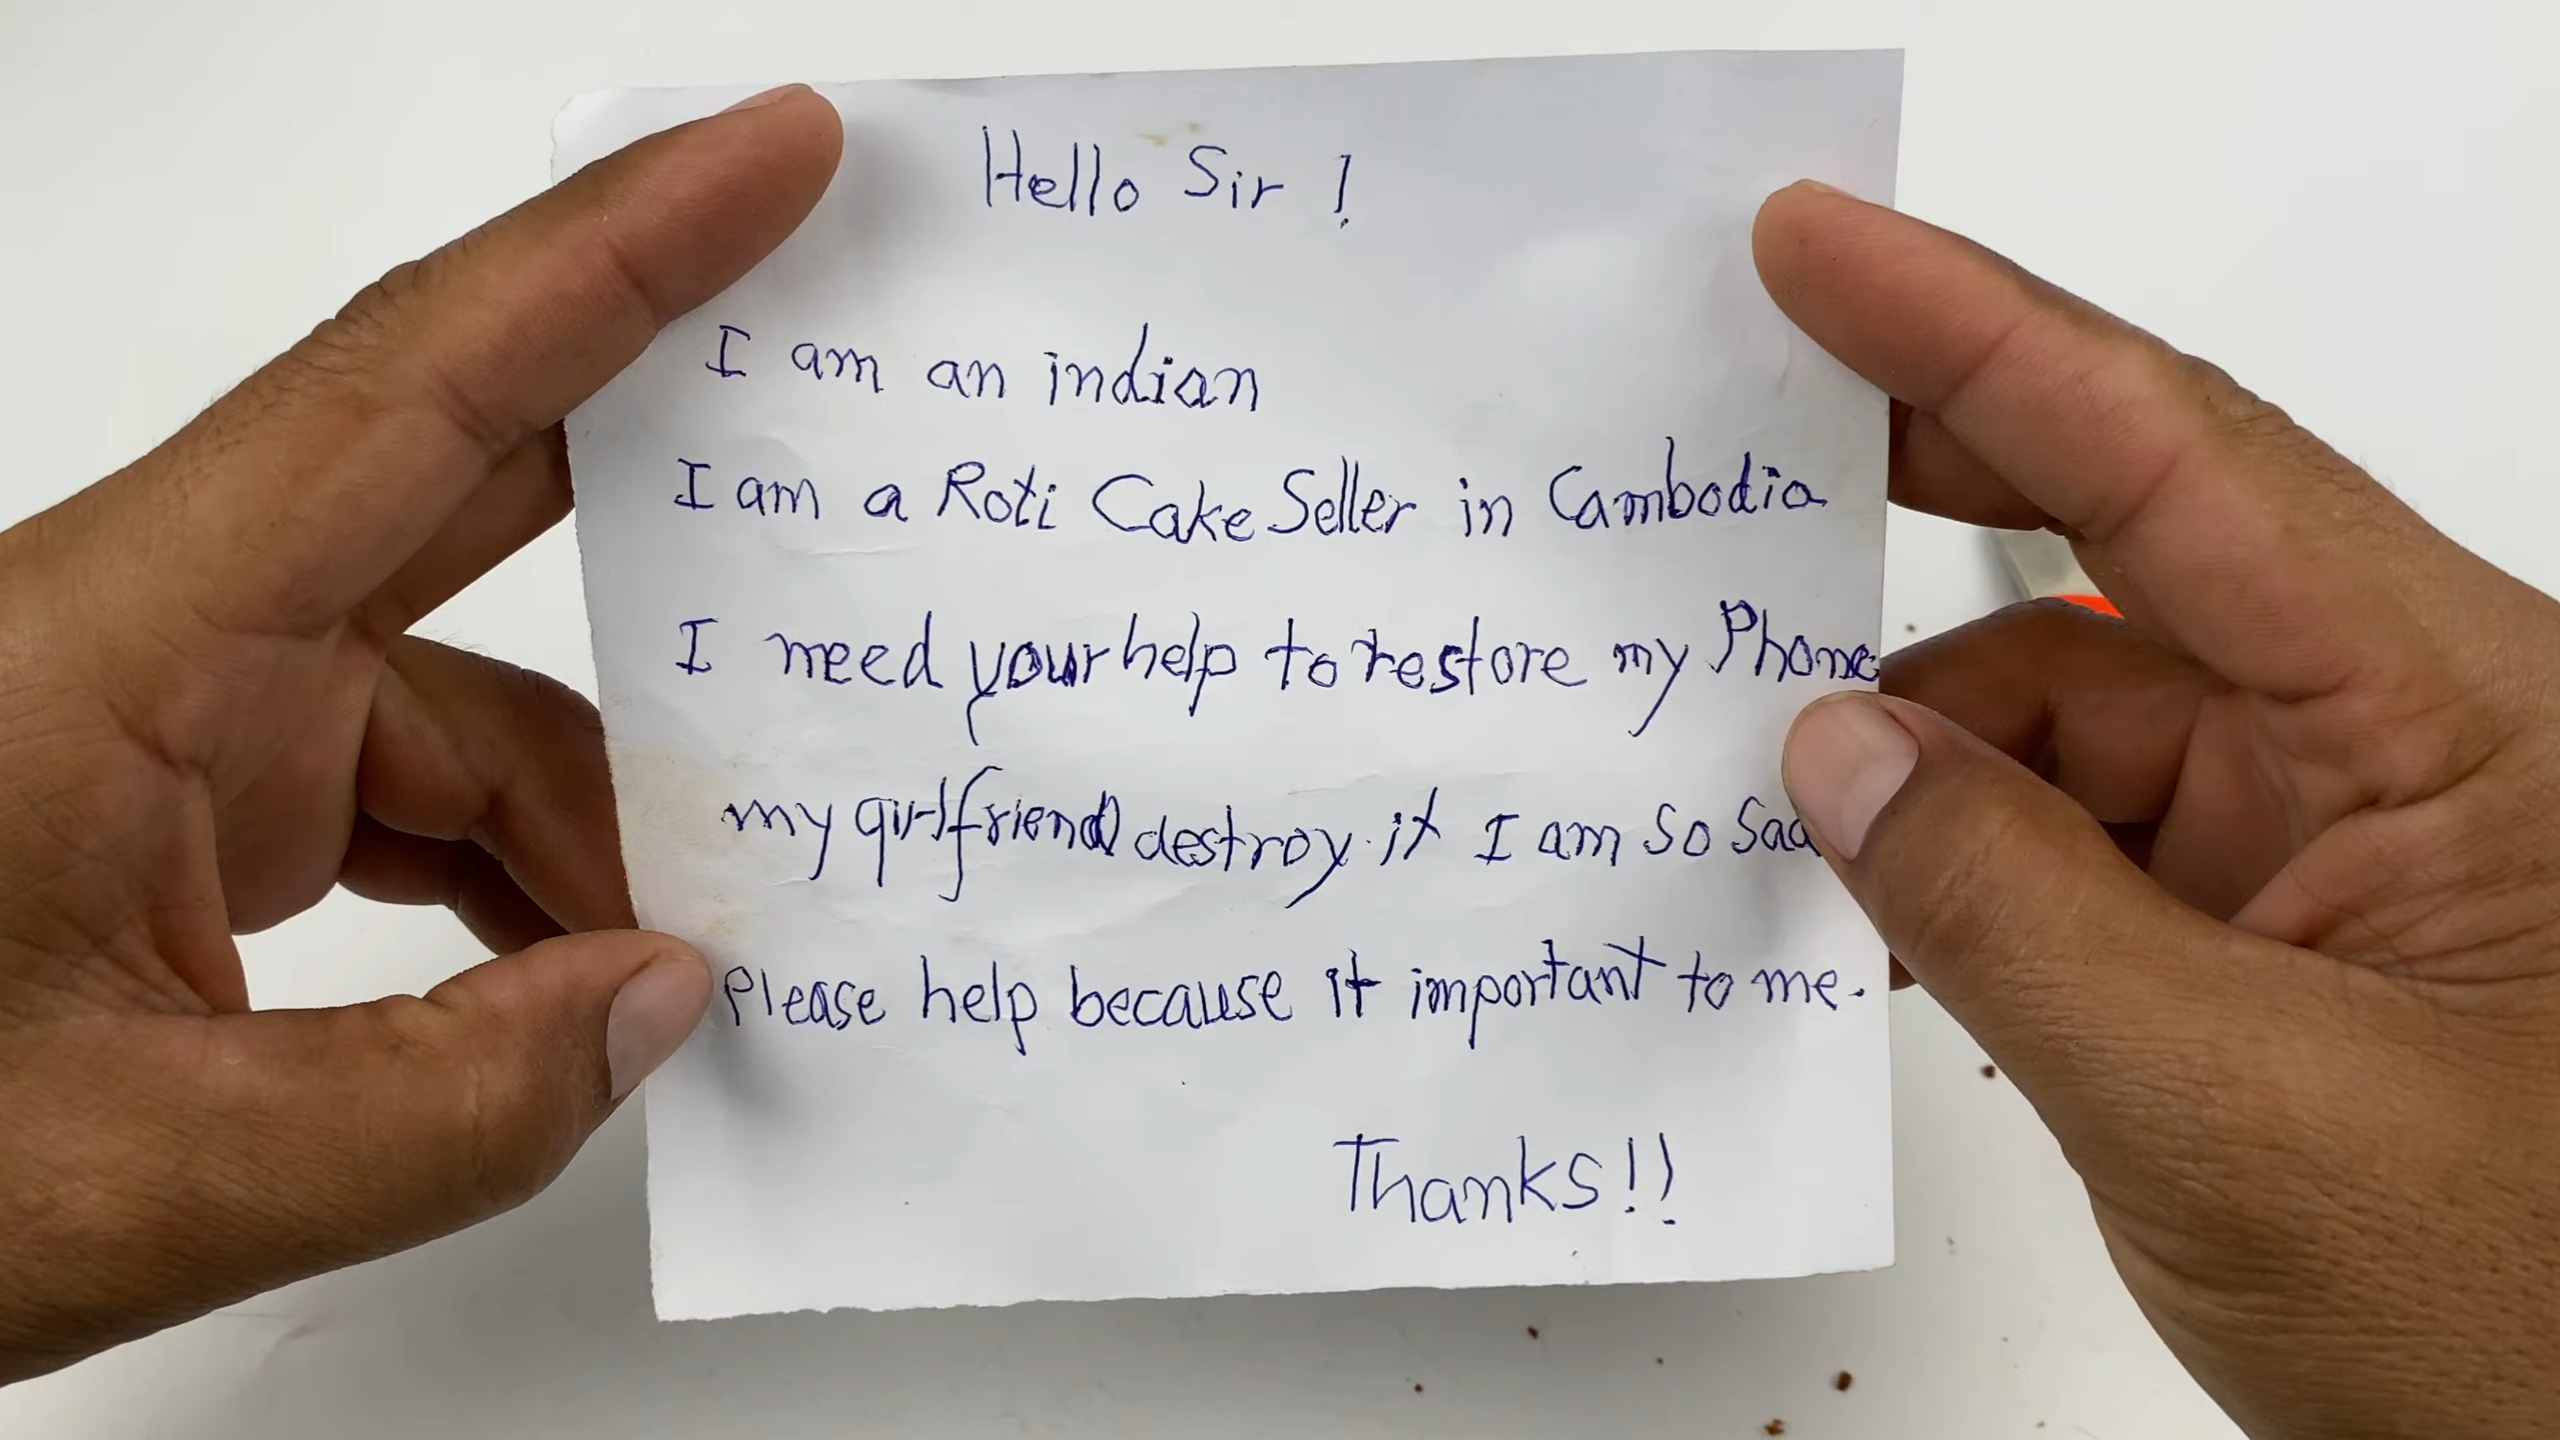 Hello Sir !
I am an indian
I am a Roti Cake Seller in Cambodia
I need your help to restore my Phone
my girlfriend destroy it I am So Sad
Please help because it important to me.
Thanks!!